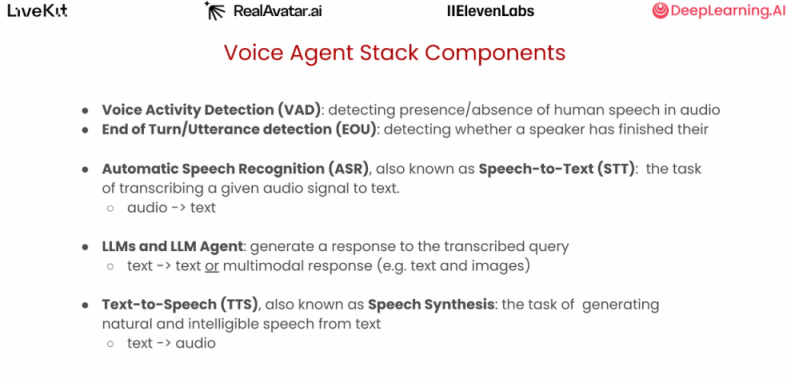 LiveKit
RealAvatar.ai
IIElevenLabs
DeepLearning.AI
Voice Agent Stack Components
● Voice Activity Detection (VAD): detecting presence/absence of human speech in audio
● End of Turn/Utterance detection (EOU): detecting whether a speaker has finished their
● Automatic Speech Recognition (ASR), also known as Speech-to-Text (STT): the task
of transcribing a given audio signal to text.
○ audio -> text
● LLMs and LLM Agent: generate a response to the transcribed query
○ text -> text or multimodal response (e.g. text and images)
● Text-to-Speech (TTS), also known as Speech Synthesis: the task of generating
natural and intelligible speech from text
○ text -> audio